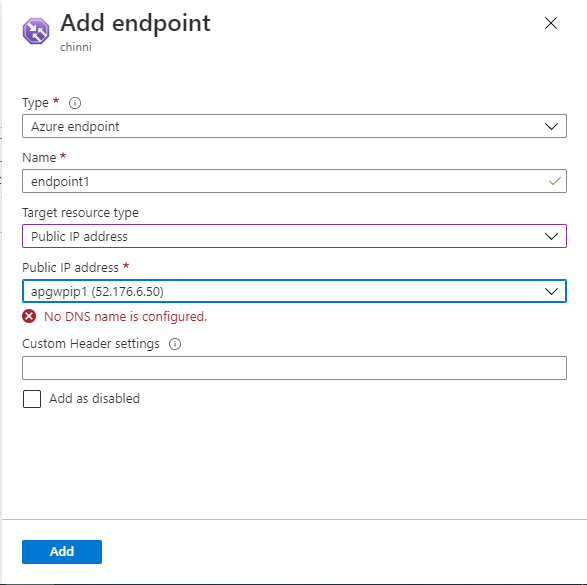 Add endpoint
chinni
Type *
Azure endpoint
Name *
endpoint1
Target resource type
Public IP address
Public IP address *
apgwpip1 (52.176.6.50)
No DNS name is configured.
Custom Header settings
Add as disabled
Add